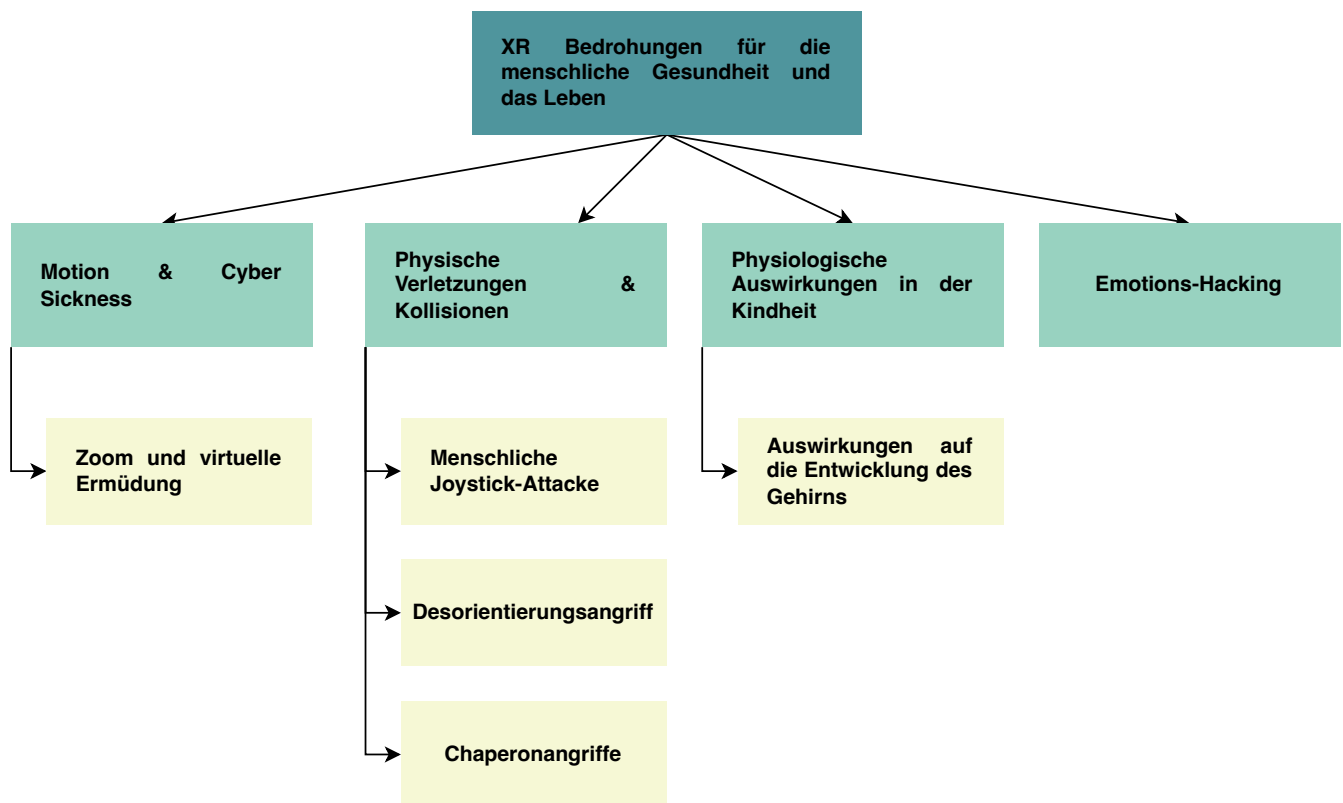 XR Bedrohungen für die
menschliche Gesundheit und
das Leben
Motion & Cyber
Sickness
Physische
Verletzungen &
Kollisionen
Physiologische
Auswirkungen in der
Kindheit
Emotions-Hacking
Zoom und virtuelle
Ermüdung
Menschliche
Joystick-Attacke
Auswirkungen auf
die Entwicklung des
Gehirns
Desorientierungsangriff
Chaperonangriffe